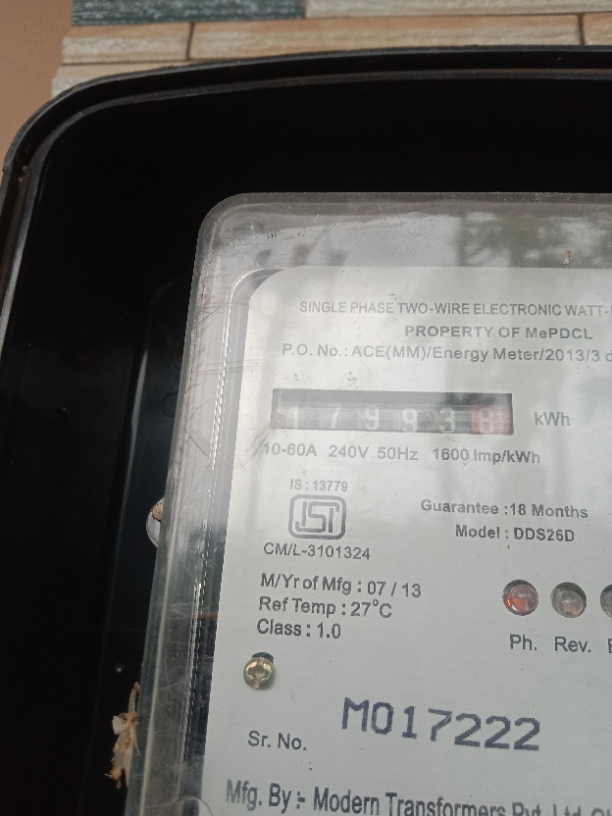 SINGLE PHASE TWO-WIRE ELECTRONIC WATT-
PROPERTY OF MePDCL
P.O. No.: ACE(MM)/Energy Meter/2013/3 d
179938 kWh
10-60A 240V 50Hz 1600 Imp/kWh
IS : 13779
ISI
CM/L-3101324
Guarantee :18 Months
Model : DDS26D
M/Yr of Mfg : 07 / 13
Ref Temp : 27°C
Class : 1.0
Ph. Rev. E
Sr. No. M017222
Mfg. By :- Modern Transformers Pvt. Ltd.